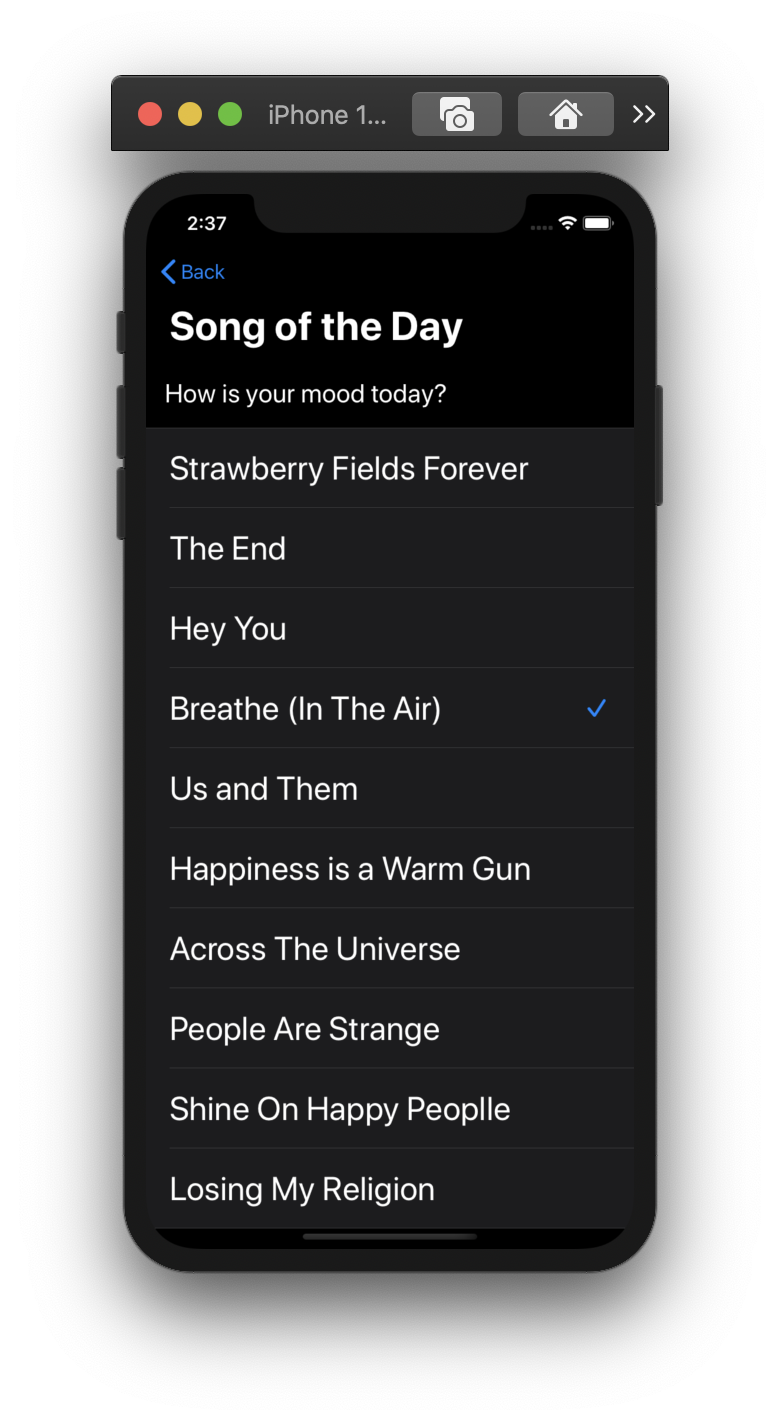 iPhone 1...
2:37
Back
Song of the Day
How is your mood today?
Strawberry Fields Forever
The End
Hey You
Breathe (In The Air)
Us and Them
Happiness is a Warm Gun
Across The Universe
People Are Strange
Shine On Happy Peoplle
Losing My Religion